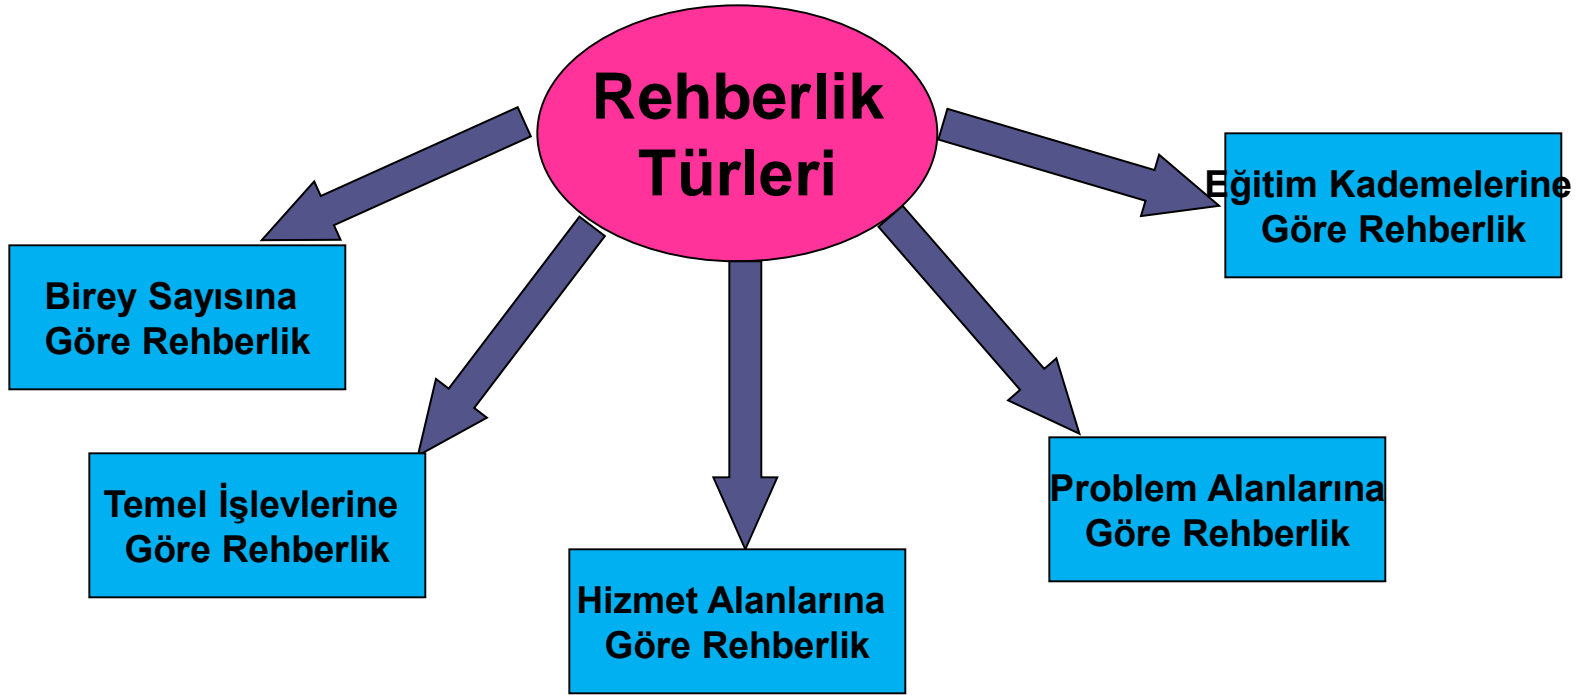 Rehberlik
Türleri
Birey Sayısına
Göre Rehberlik
Temel İşlevlerine
Göre Rehberlik
Hizmet Alanlarına
Göre Rehberlik
Problem Alanlarına
Göre Rehberlik
Eğitim Kademelerine
Göre Rehberlik